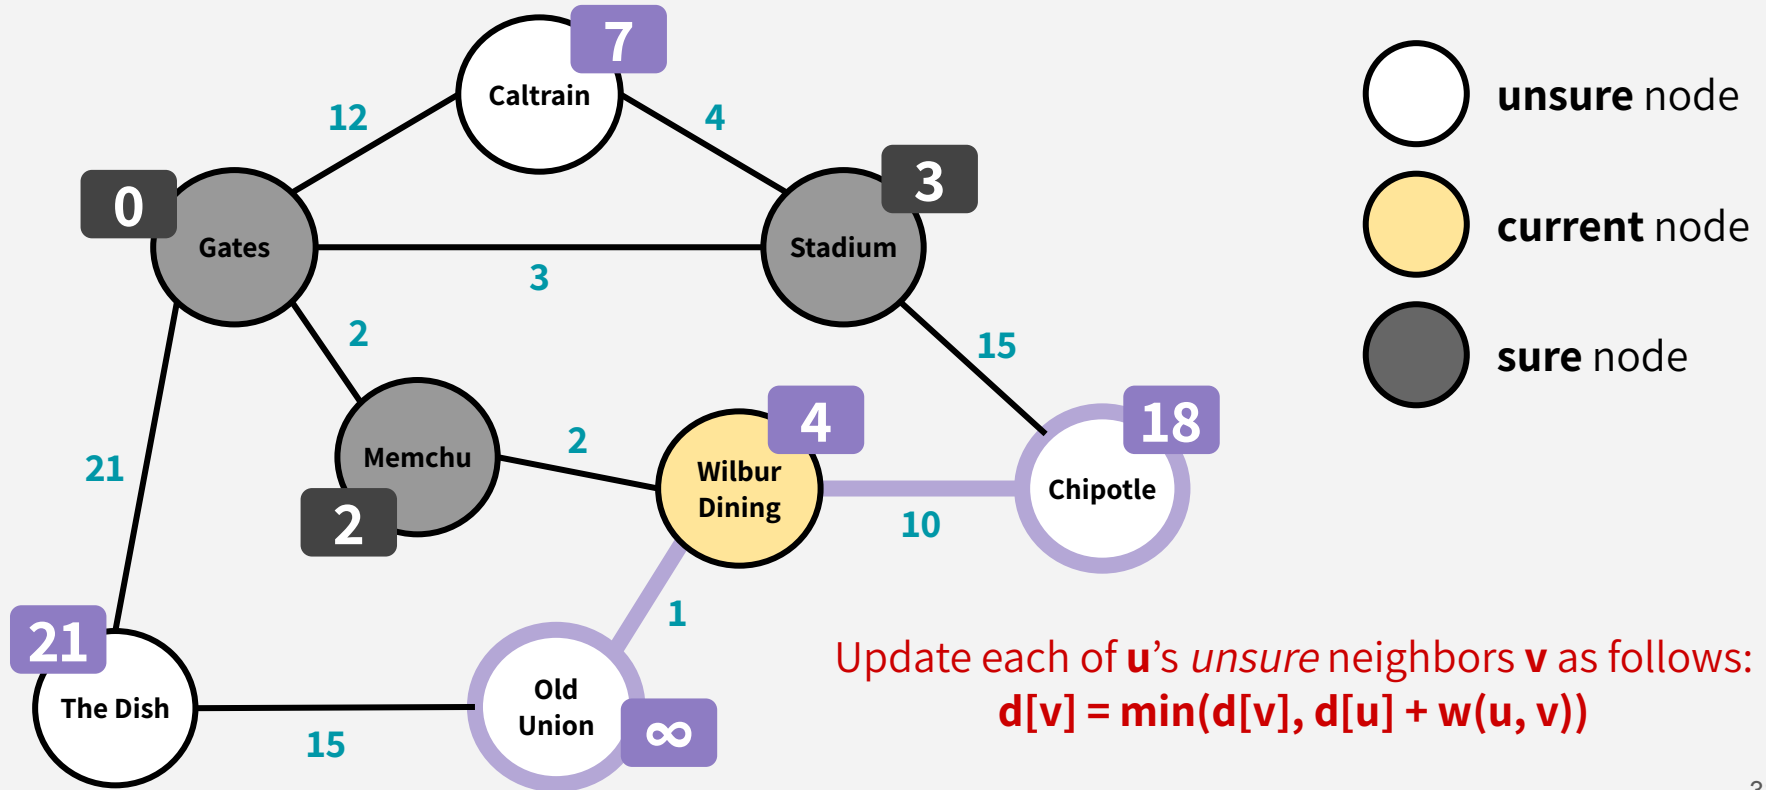 7
Caltrain
12
4
0
3
Gates
Stadium
3
2
15
4
18
21
Memchu
2
Wilbur
Dining
Chipotle
2
10
1
21
The Dish
Old
Union
∞
15
unsure node
current node
sure node
Update each of u's unsure neighbors v as follows:
d[v] = min(d[v], d[u] + w(u, v))